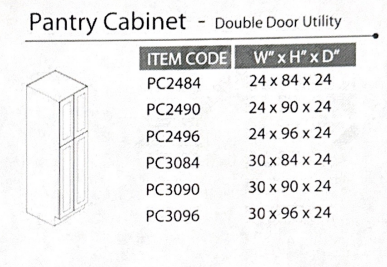 Pantry Cabinet - Double Door Utility
ITEM CODE W" x H" x D"
PC2484 24 x 84 x 24
PC2490 24 x 90 x 24
PC2496 24 x 96 x 24
PC3084 30 x 84 x 24
PC3090 30 x 90 x 24
PC3096 30 x 96 x 24